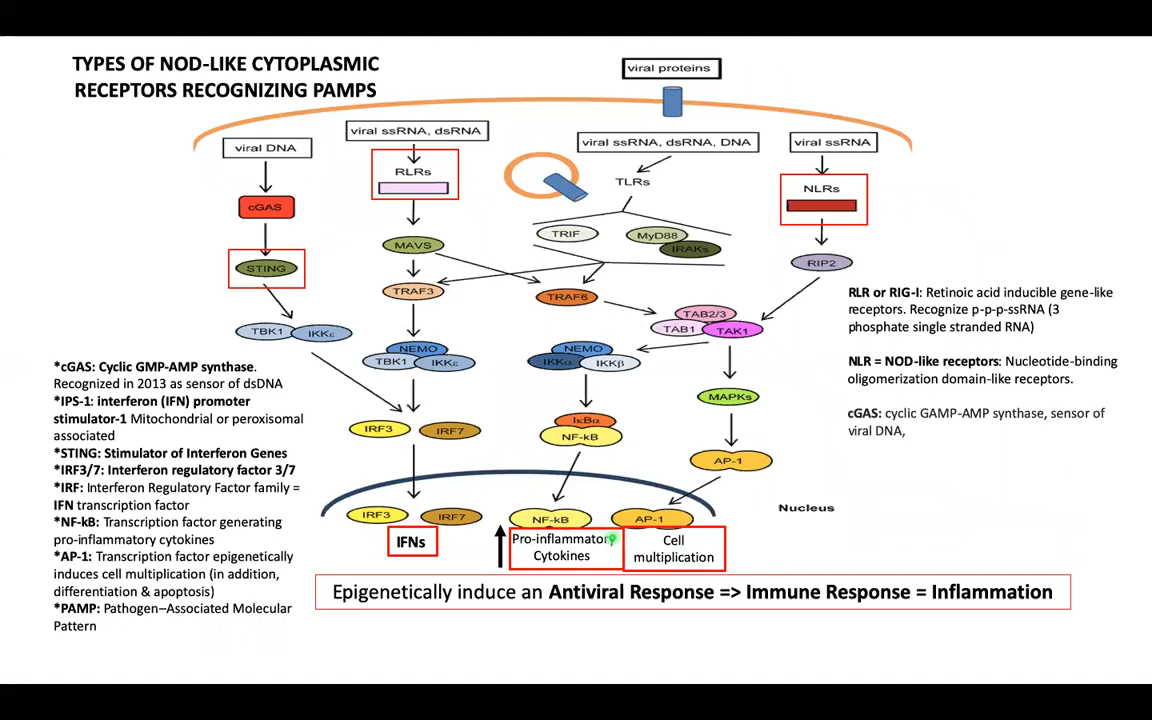 TYPES OF NOD-LIKE CYTOPLASMIC
RECEPTORS RECOGNIZING PAMPS
viral proteins
viral DNA
viral ssRNA, dsRNA
viral ssRNA, dsRNA, DNA
viral ssRNA
cGAS
RLRs
TLRs
NLRs
STING
MAVS
TRIF
MyD88
IRAKs
RIP2
TRAF3
TRAF6
TAB2/3
TAB1
TAK1
TBK1
IKKε
NEMO
TBK1
IKKε
NEMO
IKKα
IKKβ
MAPKs
IRF3
IRF7
IκBα
NF-kB
AP-1
Nucleus
IRF3
IRF7
NF-kB
AP-1
IFNs
Pro-inflammatory
Cytokines
Cell
multiplication
Epigenetically induce an Antiviral Response => Immune Response = Inflammation
*cGAS: Cyclic GMP-AMP synthase.
Recognized in 2013 as sensor of dsDNA
*IPS-1: interferon (IFN) promoter
stimulator-1 Mitochondrial or peroxisomal
associated
*STING: Stimulator of Interferon Genes
*IRF3/7: Interferon regulatory factor 3/7
*IRF: Interferon Regulatory Factor family =
IFN transcription factor
*NF-kB: Transcription factor generating
pro-inflammatory cytokines
*AP-1: Transcription factor epigenetically
induces cell multiplication (in addition,
differentiation & apoptosis)
*PAMP: Pathogen–Associated Molecular
Pattern
RLR or RIG-I: Retinoic acid inducible gene-like
receptors. Recognize p-p-p-ssRNA (3
phosphate single stranded RNA)
NLR = NOD-like receptors: Nucleotide-binding
oligomerization domain-like receptors.
cGAS: cyclic GAMP-AMP synthase, sensor of
viral DNA,